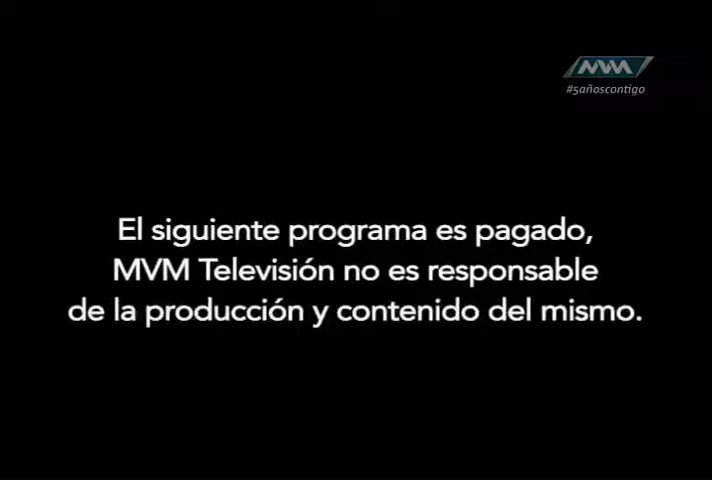 MVM
#5añoscontigo
El siguiente programa es pagado,
MVM Televisión no es responsable
de la producción y contenido del mismo.